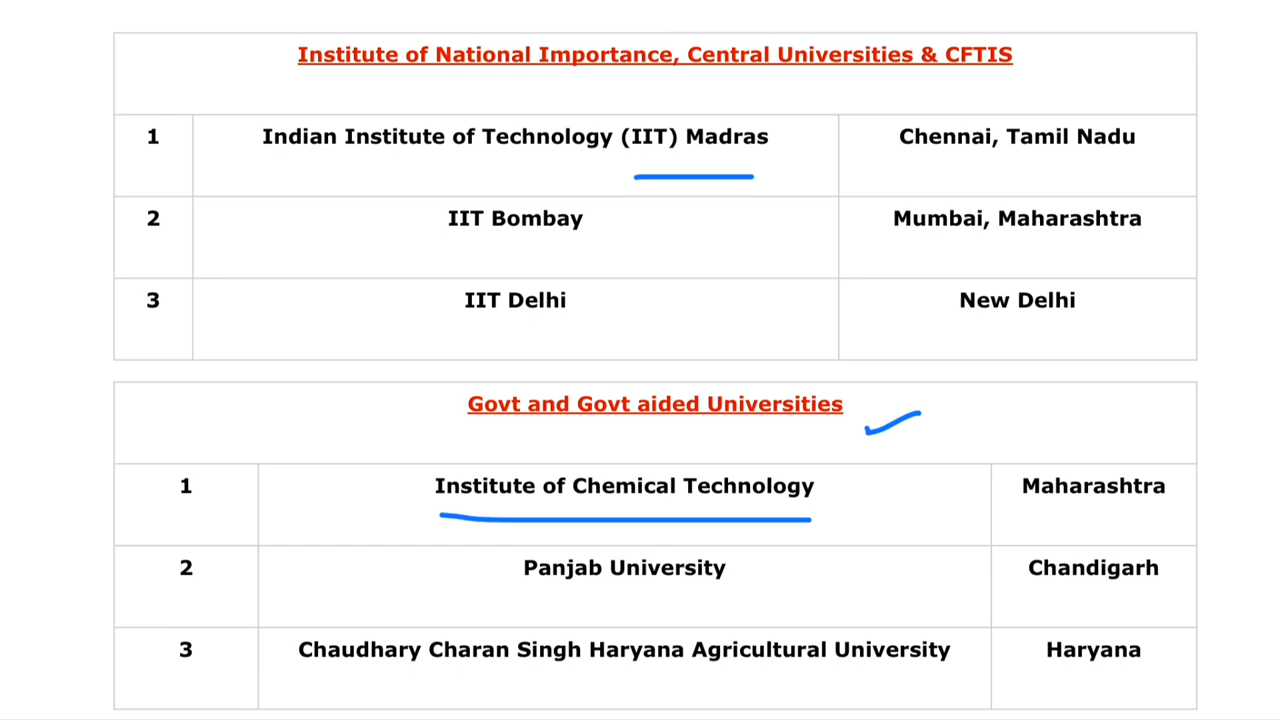 Institute of National Importance, Central Universities & CFTIS
1 Indian Institute of Technology (IIT) Madras Chennai, Tamil Nadu
2 IIT Bombay Mumbai, Maharashtra
3 IIT Delhi New Delhi
Govt and Govt aided Universities
1 Institute of Chemical Technology Maharashtra
2 Panjab University Chandigarh
3 Chaudhary Charan Singh Haryana Agricultural University Haryana